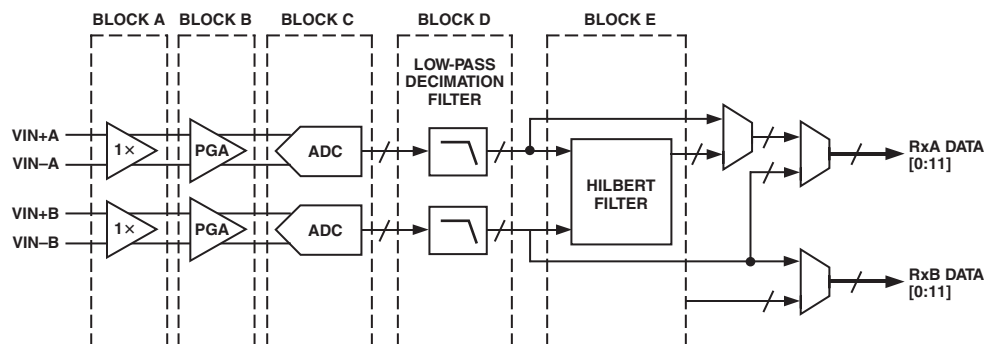 BLOCK A BLOCK B BLOCK C BLOCK D BLOCK E
LOW-PASS
DECIMATION
FILTER
VIN+A
VIN–A
1×
PGA
ADC
HILBERT
FILTER
RxA DATA
[0:11]
VIN+B
VIN–B
1×
PGA
ADC
RxB DATA
[0:11]